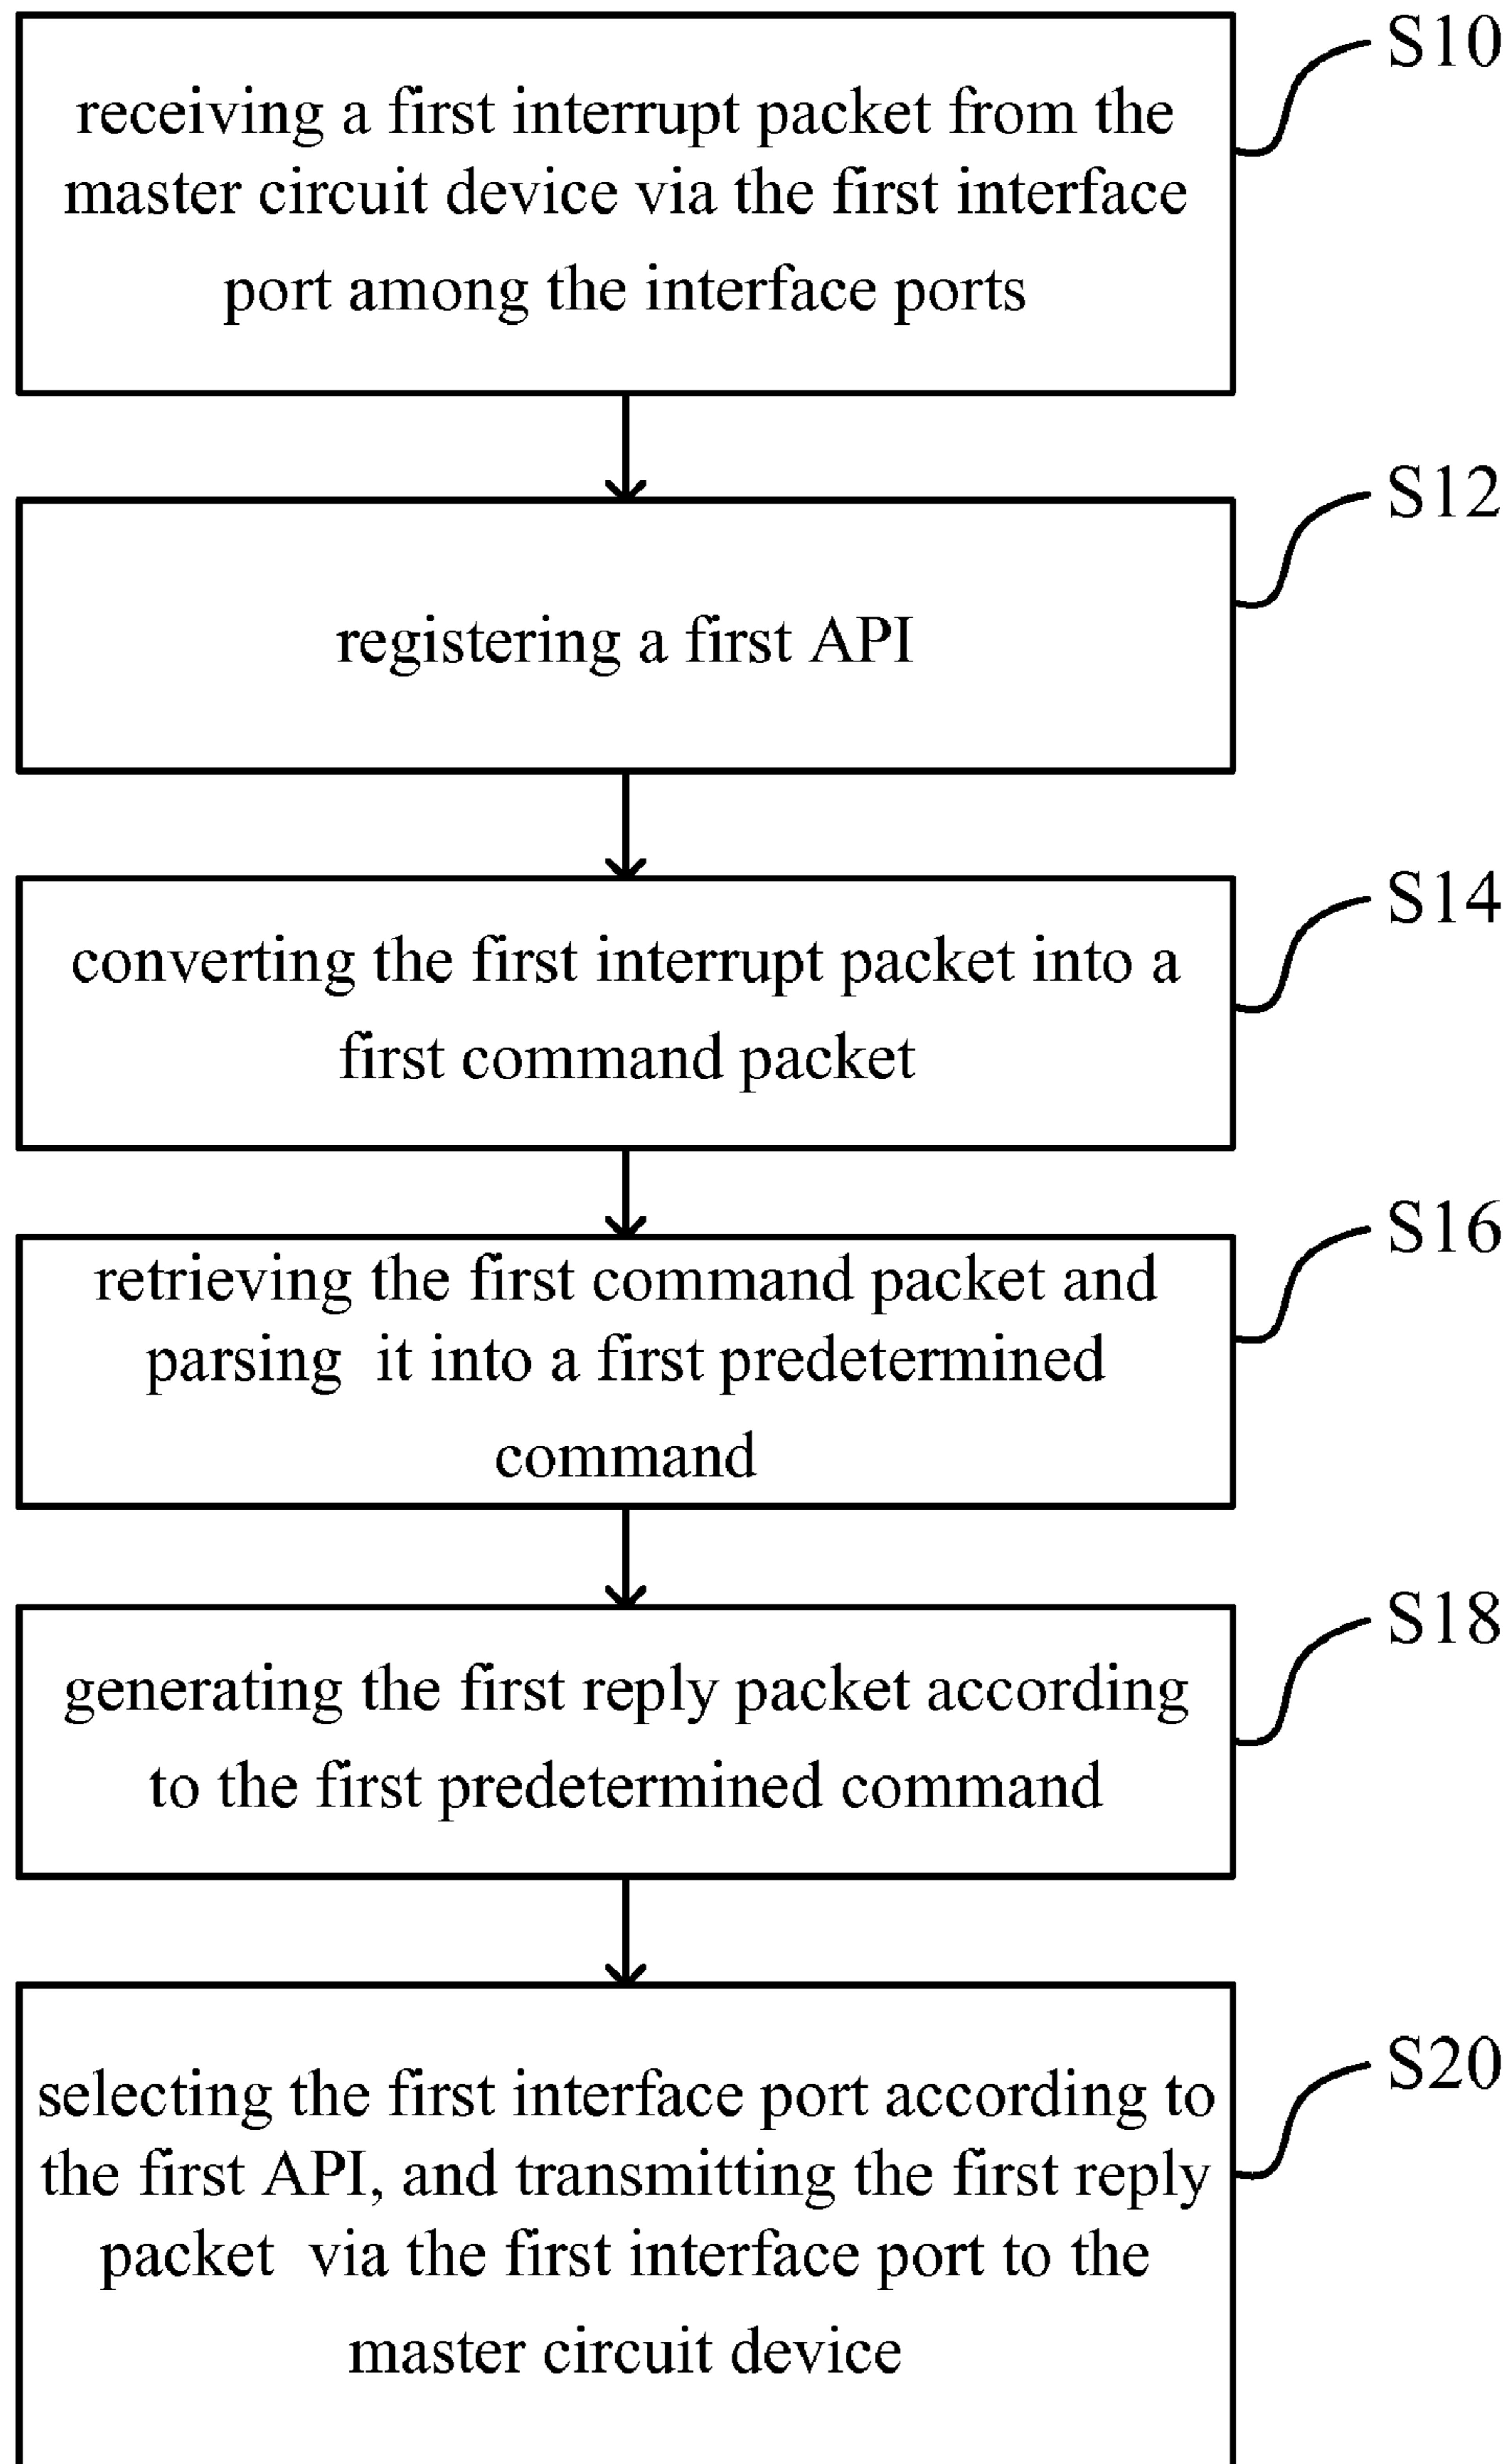 S10
receiving a first interrupt packet from the
master circuit device via the first interface
port among the interface ports
S12
registering a first API
S14
converting the first interrupt packet into a
first command packet
S16
retrieving the first command packet and
parsing it into a first predetermined
command
S18
generating the first reply packet according
to the first predetermined command
S20
selecting the first interface port according to
the first API, and transmitting the first reply
packet via the first interface port to the
master circuit device